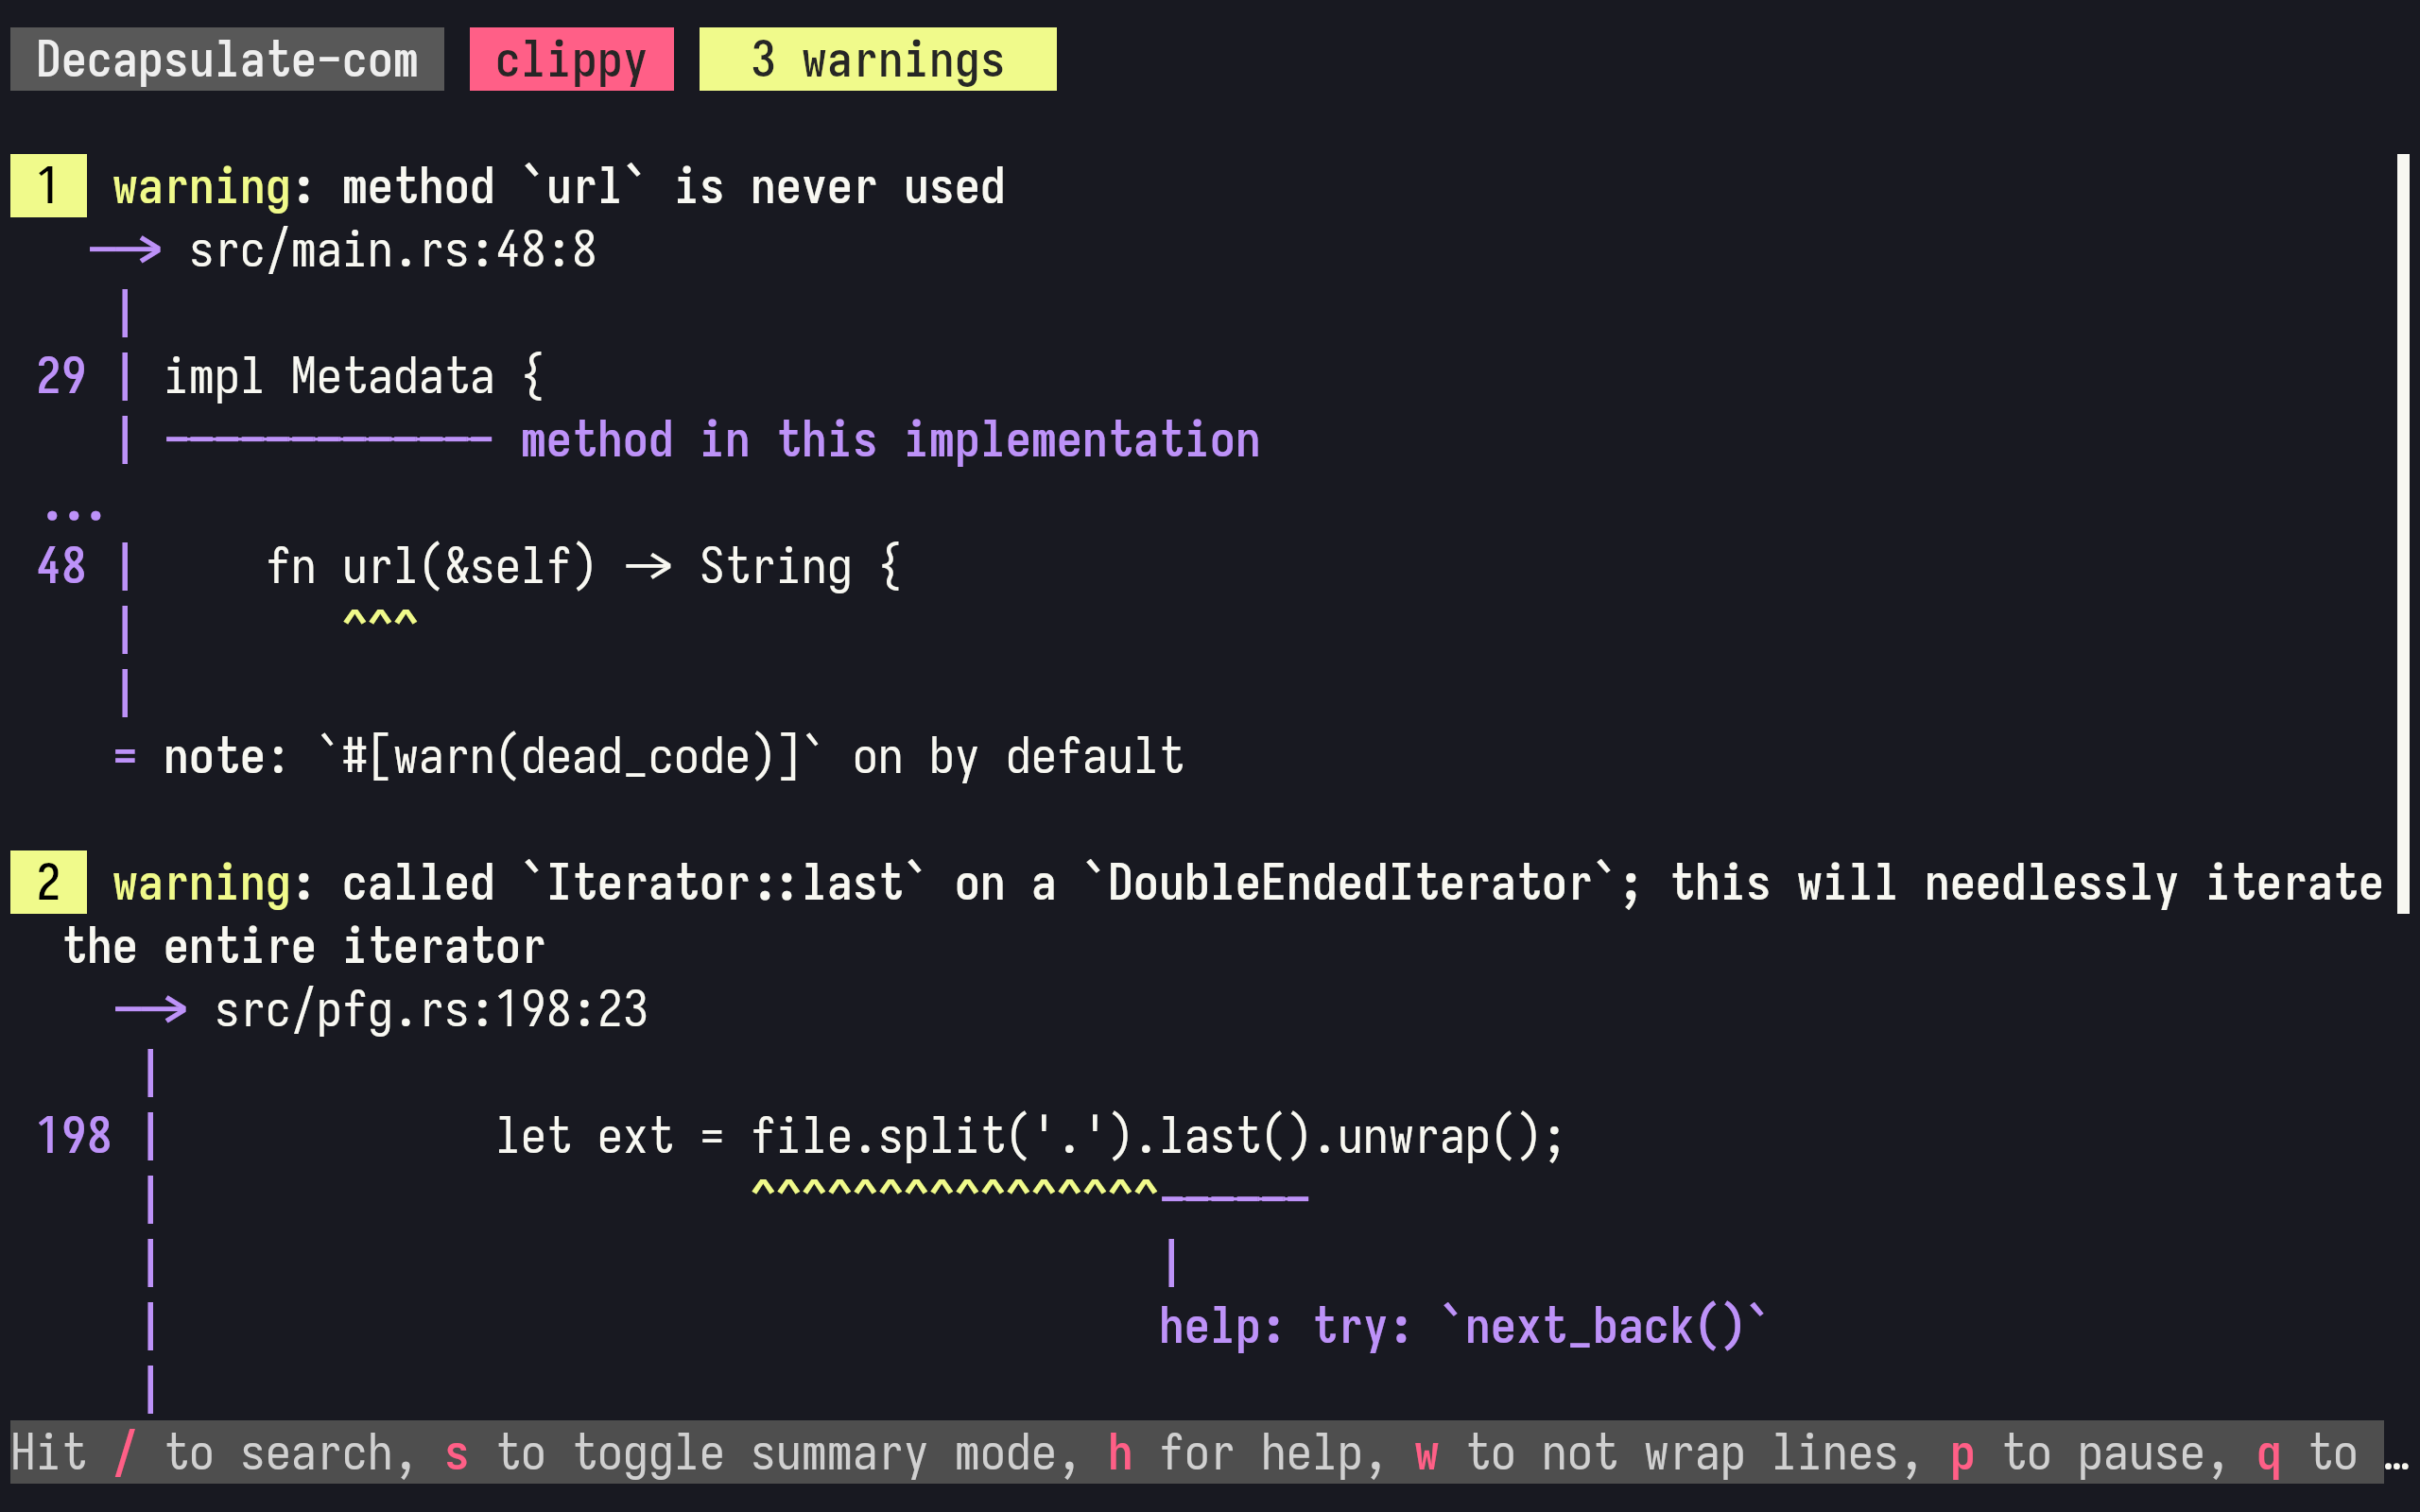 Decapsulate-com clippy 3 warnings
1 warning: method `url` is never used
--> src/main.rs:48:8
|
29 | impl Metadata {
| ------------- method in this implementation
...
48 | fn url(&self) -> String {
| ^^^
|
= note: `#[warn(dead_code)]` on by default
2 warning: called `Iterator::last` on a `DoubleEndedIterator`; this will needlessly iterate
the entire iterator
--> src/pfg.rs:198:23
|
198 | let ext = file.split('.').last().unwrap();
| ^^^^^^^^^^^^^^^^------
| |
| help: try: `next_back()`
|
Hit / to search, s to toggle summary mode, h for help, w to not wrap lines, p to pause, q to …